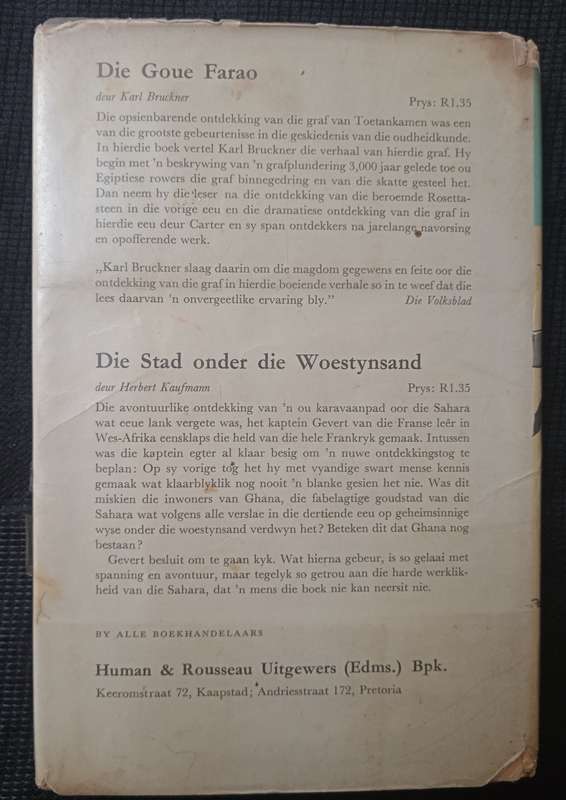 Die Goue Farao
deur Karl Bruckner
Prys: R1.35
Die opsienbarende ontdekking van die graf van Toetankamen was een
van die grootste gebeurtenisse in die geskiedenis van die oudheidkunde.
In hierdie boek vertel Karl Bruckner die verhaal van hierdie graf. Hy
begin met 'n beskrywing van 'n grafplundering 3,000 jaar gelede toe ou
Egiptiese rowers die graf binnegedring en van die skatte gesteel het.
Dan neem hy die leser na die ontdekking van die beroemde Rosetta-
steen in die vorige eeu en die dramatiese ontdekking van die graf in
hierdie eeu deur Carter en sy span ontdekkers na jarelange navorsing
en opofferende werk.
„Karl Bruckner slaag daarin om die magdom gegewens en feite oor die
ontdekking van die graf in hierdie boeiende verhale so in te weef dat die
lees daarvan 'n onvergeetlike ervaring bly.” Die Volksblad
Die Stad onder die Woestynsand
deur Herbert Kaufmann
Prys: R1.35
Die avontuurlike ontdekking van 'n ou karavaanpad oor die Sahara
wat eeue lank vergete was, het kaptein Gevert van die Franse leër in
Wes-Afrika eensklaps die held van die hele Frankryk gemaak. Intussen
was die kaptein egter al klaar besig om 'n nuwe ontdekkingstog te
beplan: Op sy vorige tog het hy met vyandige swart mense kennis
gemaak wat klaarblyklik nog nooit 'n blanke gesien het nie. Was dit
miskien die inwoners van Ghana, die fabelagtige goudstad van die
Sahara wat volgens alle verslae in die dertiende eeu op geheimsinnige
wyse onder die woestynsand verdwyn het? Beteken dit dat Ghana nog
bestaan?
Gevert besluit om te gaan kyk. Wat hierna gebeur, is so gelaai met
spanning en avontuur, maar tegelyk so getrou aan die harde werklik-
heid van die Sahara, dat 'n mens die boek nie kan neersit nie.
BY ALLE BOEKHANDELAARS
Human & Rousseau Uitgewers (Edms.) Bpk.
Keeromstraat 72, Kaapstad; Andriesstraat 172, Pretoria